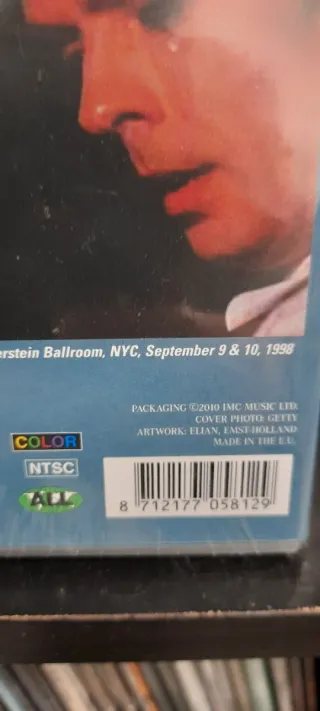 erstein Ballroom, NYC, September 9 & 10, 1998
PACKAGING ©2010 IMC MUSIC LTD.
COVER PHOTO: GETTY
ARTWORK: ELIAN, EMST-HOLLAND
MADE IN THE E.U.
COLOR
NTSC
ALL
8 712177 058129